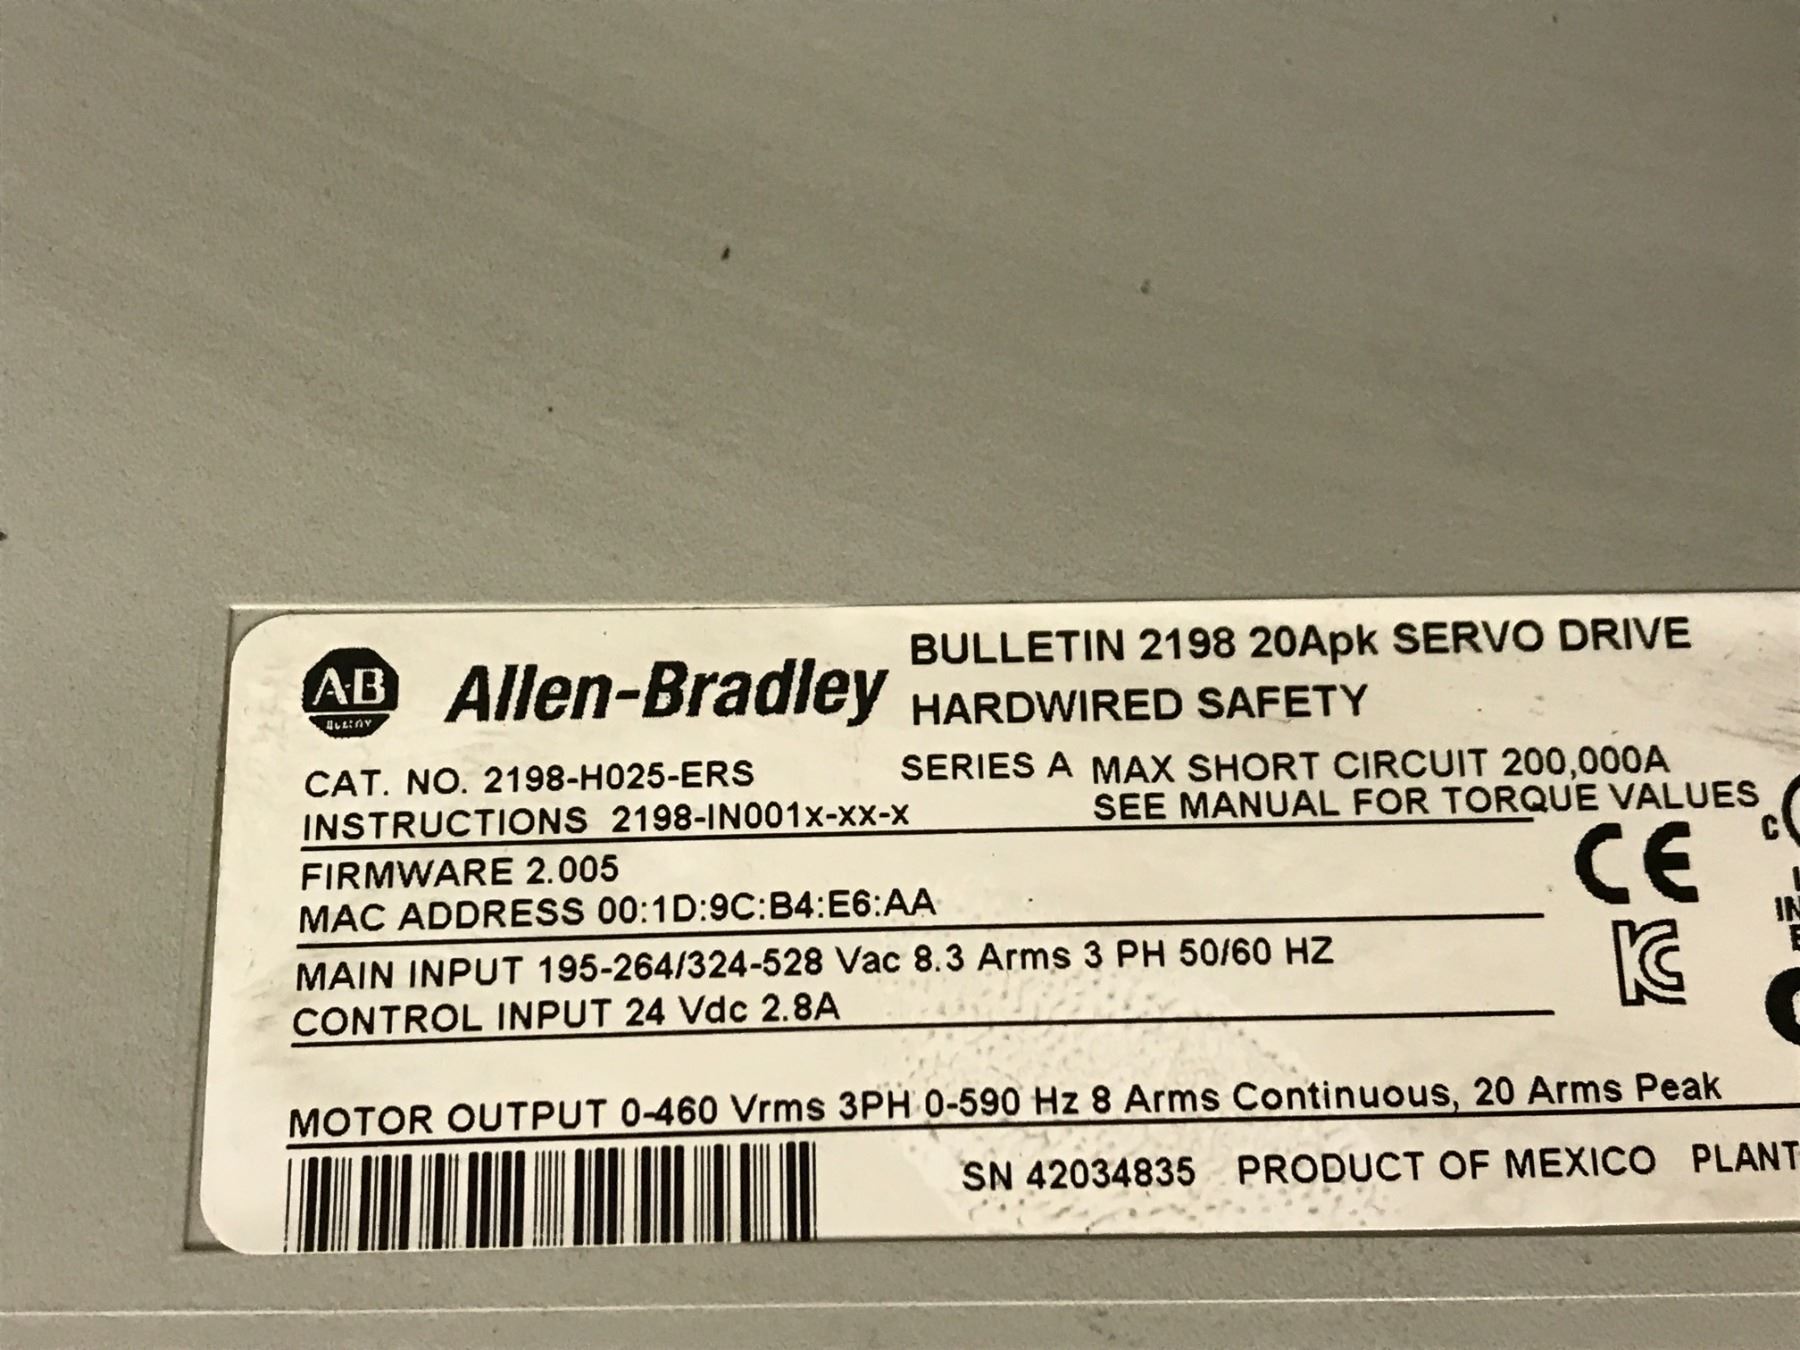 AB
Allen-Bradley
BULLETIN 2198 20Apk SERVO DRIVE
HARDWIRED SAFETY
CAT. NO. 2198-H025-ERS
SERIES A
MAX SHORT CIRCUIT 200,000A
INSTRUCTIONS 2198-IN001x-xx-x
SEE MANUAL FOR TORQUE VALUES
C
FIRMWARE 2.005
CE
MAC ADDRESS 00:1D:9C:B4:E6:AA
MAIN INPUT 195-264/324-528 Vac 8.3 Arms 3 PH 50/60 HZ
CONTROL INPUT 24 Vdc 2.8A
MOTOR OUTPUT 0-460 Vrms 3PH 0-590 Hz 8 Arms Continuous, 20 Arms Peak
SN 42034835 PRODUCT OF MEXICO PLANT